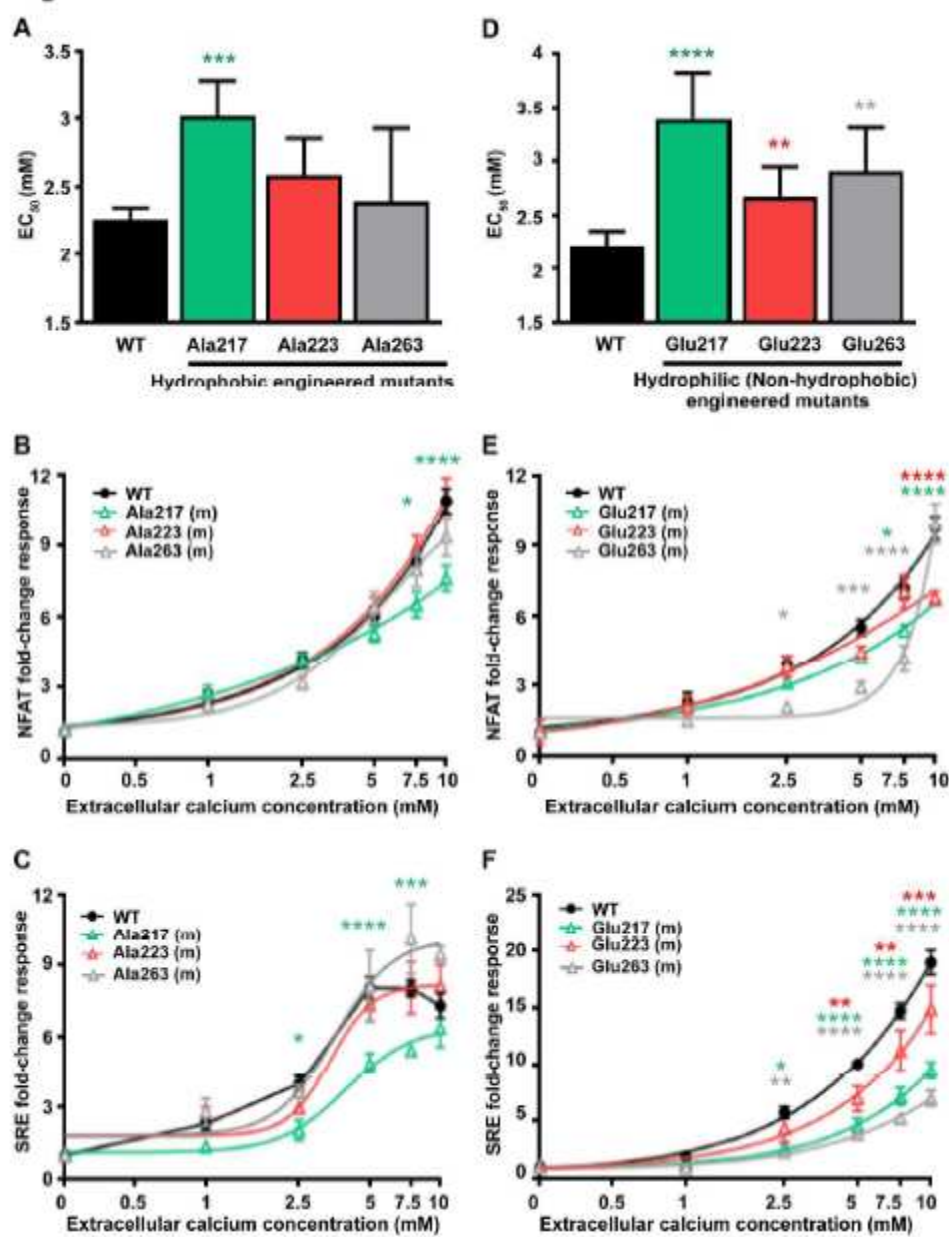 A
***
3.5
3
2.5
2
1.5
EC50 (mM)
WT
Ala217
Ala223
Ala263
Hydrophobic engineered mutants
D
****
**
**
4
3.5
3
2.5
2
1.5
EC50 (mM)
WT
Glu217
Glu223
Glu263
Hydrophilic (Non-hydrophobic)
engineered mutants
B
****
*
12
9
6
3
0
NFAT fold-change response
WT
Ala217 (m)
Ala223 (m)
Ala263 (m)
0 0.5 1 2.5 5 7.5 10
Extracellular calcium concentration (mM)
E
****
****
*
****
***
*
12
9
6
3
0
NFAT fold-change response
WT
Glu217 (m)
Glu223 (m)
Glu263 (m)
0 0.5 1 2.5 5 7.5 10
Extracellular calcium concentration (mM)
C
***
****
*
12
9
6
3
0
SRE fold-change response
WT
Ala217 (m)
Ala223 (m)
Ala263 (m)
0 0.5 1 2.5 5 7.5 10
Extracellular calcium concentration (mM)
F
***
****
****
**
****
****
**
****
****
*
**
25
20
15
10
5
0
SRE fold-change response
WT
Glu217 (m)
Glu223 (m)
Glu263 (m)
0 0.5 1 2.5 5 7.5 10
Extracellular calcium concentration (mM)